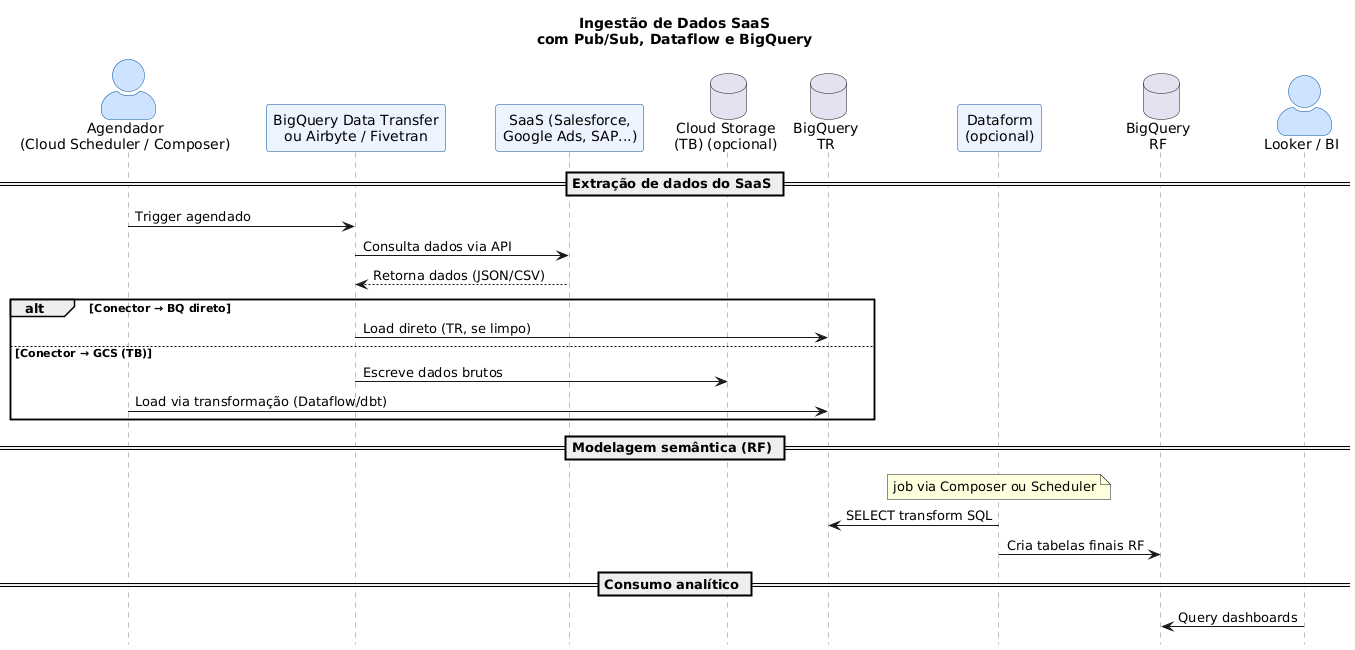 Ingestão de Dados SaaS
com Pub/Sub, Dataflow e BigQuery
Agendador
(Cloud Scheduler / Composer)
BigQuery Data Transfer
ou Airbyte / Fivetran
SaaS (Salesforce,
Google Ads, SAP...)
Cloud Storage
(TB) (opcional)
BigQuery
TR
Dataform
(opcional)
BigQuery
RF
Looker / BI
Extração de dados do SaaS
Trigger agendado
Consulta dados via API
Retorna dados (JSON/CSV)
alt [Conector → BQ direto]
Load direto (TR, se limpo)
[Conector → GCS (TB)]
Escreve dados brutos
Load via transformação (Dataflow/dbt)
Modelagem semântica (RF)
job via Composer ou Scheduler
SELECT transform SQL
Cria tabelas finais RF
Consumo analítico
Query dashboards